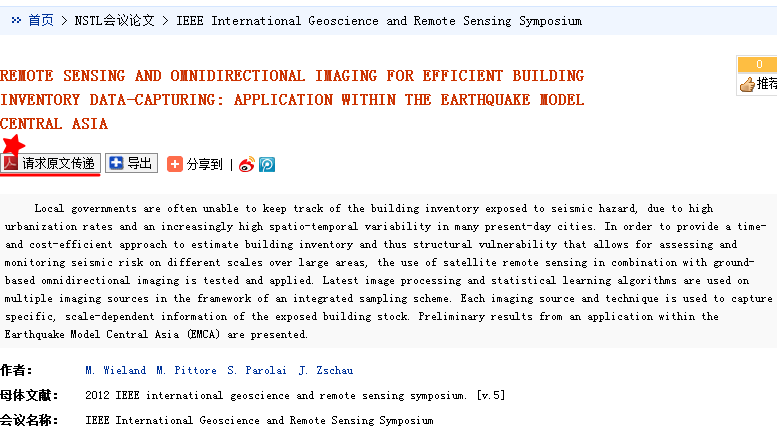 首页 > NSTL会议论文 > IEEE International Geoscience and Remote Sensing Symposium
0
REMOTE SENSING AND OMNIDIRECTIONAL IMAGING FOR EFFICIENT BUILDING
INVENTORY DATA-CAPTURING: APPLICATION WITHIN THE EARTHQUAKE MODEL
CENTRAL ASIA
推荐
请求原文传递 导出 分享到 |
Local governments are often unable to keep track of the building inventory exposed to seismic hazard, due to high
urbanization rates and an increasingly high spatio-temporal variability in many present-day cities. In order to provide a time-
and cost-efficient approach to estimate building inventory and thus structural vulnerability that allows for assessing and
monitoring seismic risk on different scales over large areas, the use of satellite remote sensing in combination with ground-
based omnidirectional imaging is tested and applied. Latest image processing and statistical learning algorithms are used on
multiple imaging sources in the framework of an integrated sampling scheme. Each imaging source and technique is used to capture
specific, scale-dependent information of the exposed building stock. Preliminary results from an application within the
Earthquake Model Central Asia (EMCA) are presented.
作者： M. Wieland M. Pittore S. Parolai J. Zschau
母体文献： 2012 IEEE international geoscience and remote sensing symposium. [v.5]
会议名称： IEEE International Geoscience and Remote Sensing Symposium